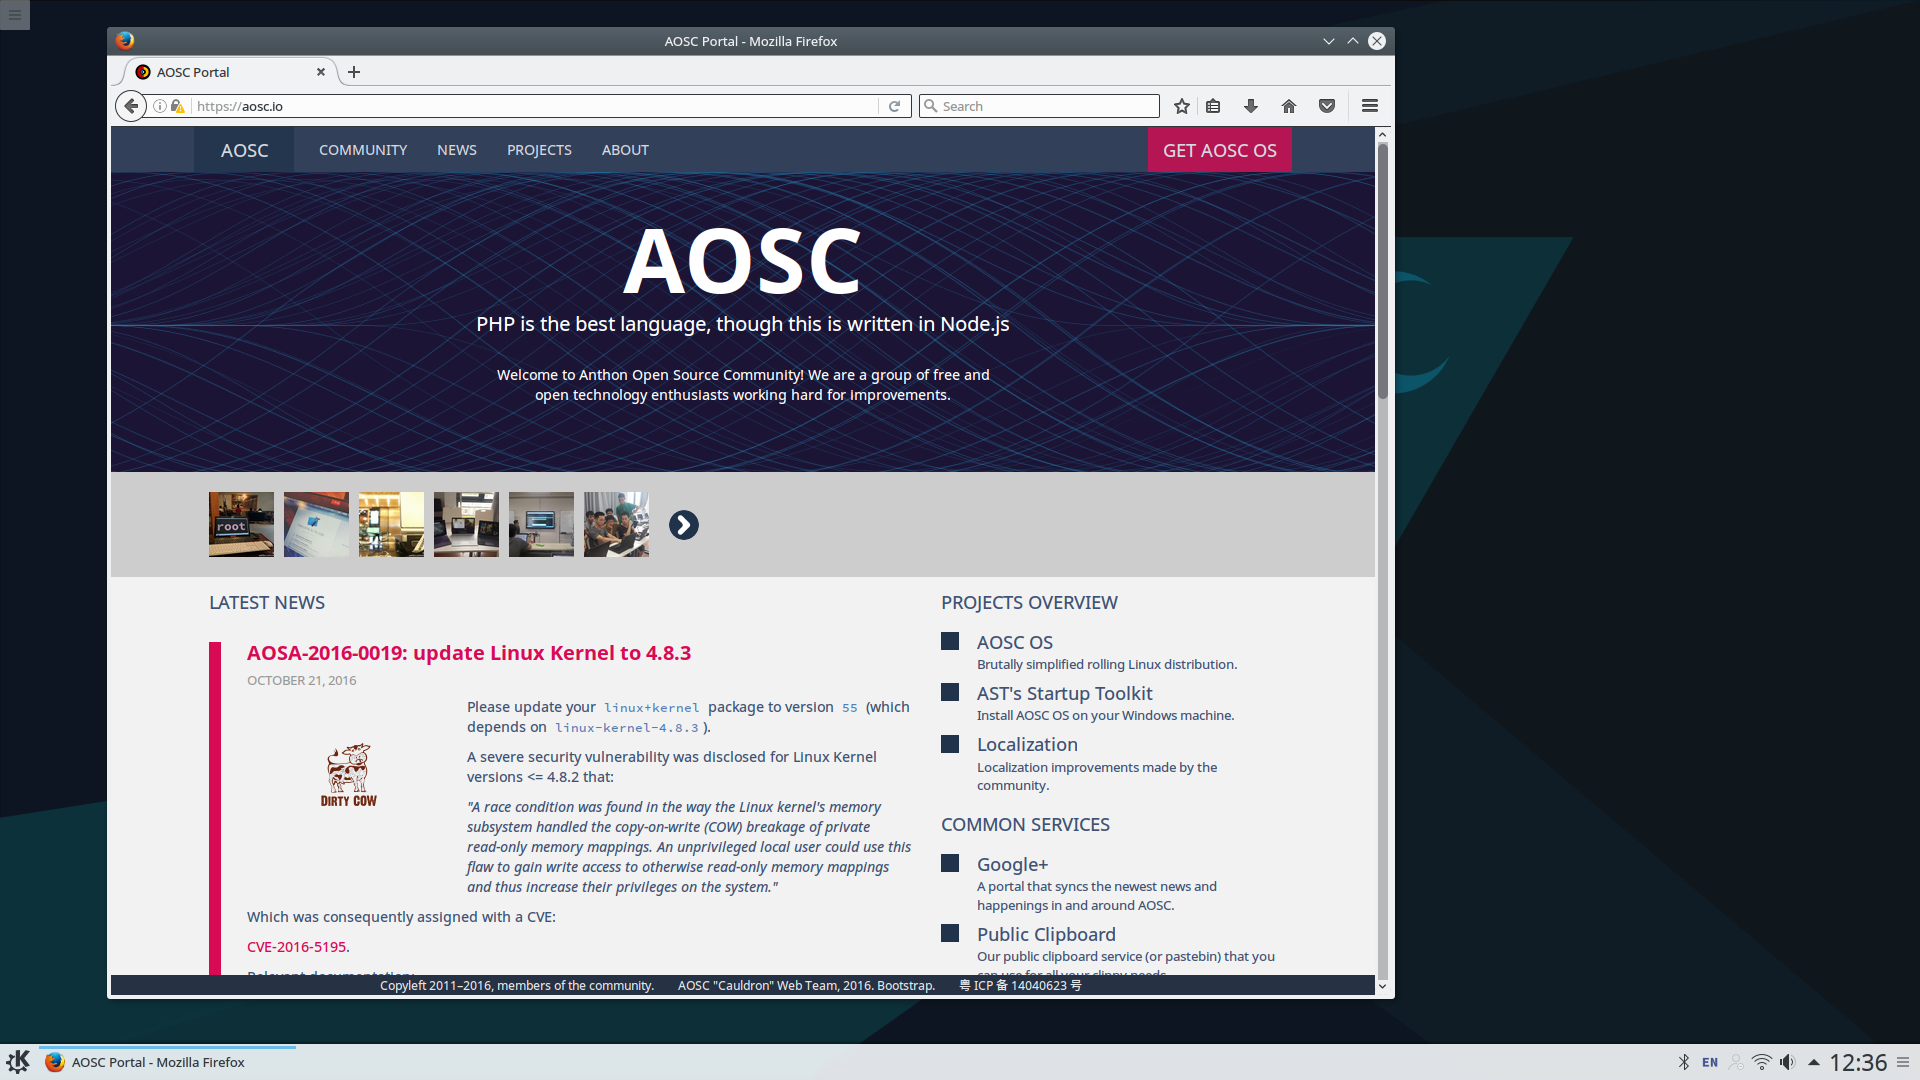 AOSC Portal - Mozilla Firefox
AOSC Portal
https://aosc.io
Search
AOSC
COMMUNITY
NEWS
PROJECTS
ABOUT
GET AOSC OS
AOSC
PHP is the best language, though this is written in Node.js
Welcome to Anthon Open Source Community! We are a group of free and
open technology enthusiasts working hard for improvements.
root
LATEST NEWS
AOSA-2016-0019: update Linux Kernel to 4.8.3
OCTOBER 21, 2016
DIRTY COW
Please update your linux+kernel package to version 55 (which
depends on linux-kernel-4.8.3).
A severe security vulnerability was disclosed for Linux Kernel
versions <= 4.8.2 that:
"A race condition was found in the way the Linux kernel's memory
subsystem handled the copy-on-write (COW) breakage of private
read-only memory mappings. An unprivileged local user could use this
flaw to gain write access to otherwise read-only memory mappings
and thus increase their privileges on the system."
Which was consequently assigned with a CVE:
CVE-2016-5195.
Relevant documentation:
PROJECTS OVERVIEW
AOSC OS
Brutally simplified rolling Linux distribution.
AST's Startup Toolkit
Install AOSC OS on your Windows machine.
Localization
Localization improvements made by the
community.
COMMON SERVICES
Google+
A portal that syncs the newest news and
happenings in and around AOSC.
Public Clipboard
Our public clipboard service (or pastebin) that you
can use for all your clippy needs.
Copyleft 2011–2016, members of the community.
AOSC "Cauldron" Web Team, 2016. Bootstrap.
粤 ICP 备 14040623 号
AOSC Portal - Mozilla Firefox
EN
12:36